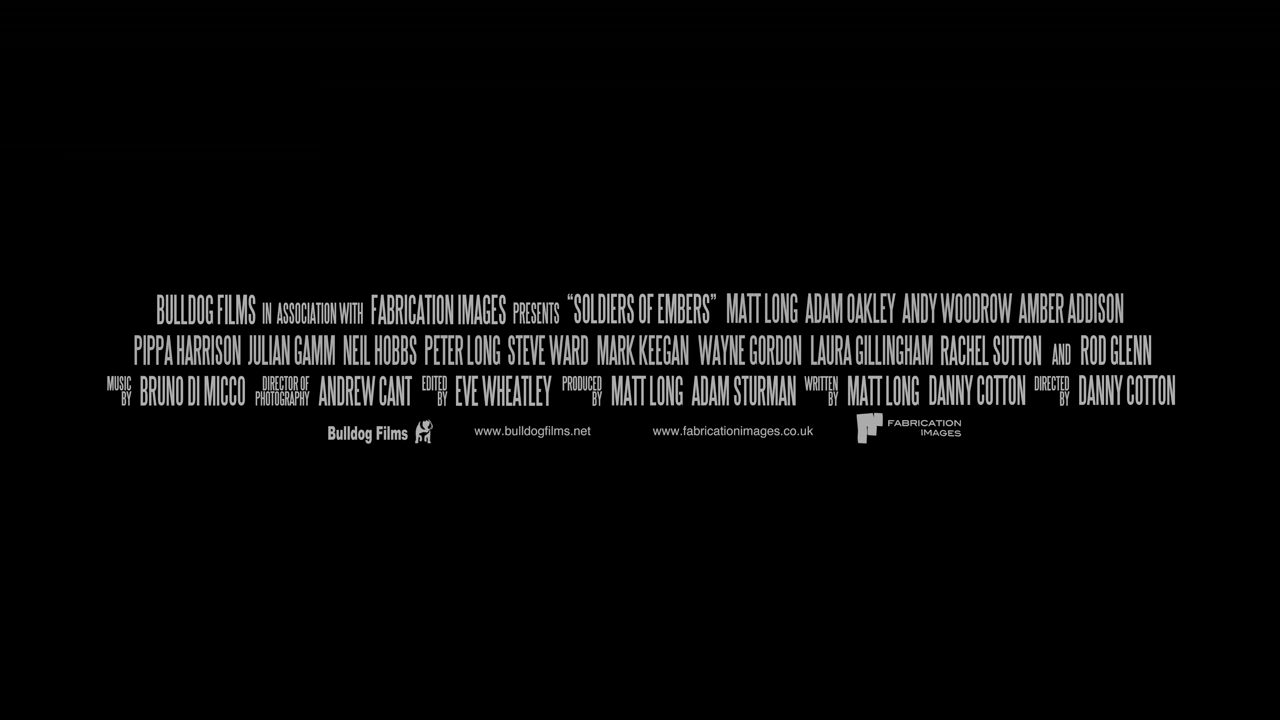 BULLDOG FILMS IN ASSOCIATION WITH FABRICATION IMAGES PRESENTS "SOLDIERS OF EMBERS" MATT LONG ADAM OAKLEY ANDY WOODROW AMBER ADDISON
PIPPA HARRISON JULIAN GAMM NEIL HOBBS PETER LONG STEVE WARD MARK KEEGAN WAYNE GORDON LAURA GILLINGHAM RACHEL SUTTON AND ROD GLENN
MUSIC BY BRUNO DI MICCO DIRECTOR OF PHOTOGRAPHY ANDREW CANT EDITED BY EVE WHEATLEY PRODUCED BY MATT LONG ADAM STURMAN WRITTEN BY MATT LONG DANNY COTTON DIRECTED BY DANNY COTTON
Bulldog Films www.bulldogfilms.net www.fabricationimages.co.uk FABRICATION IMAGES